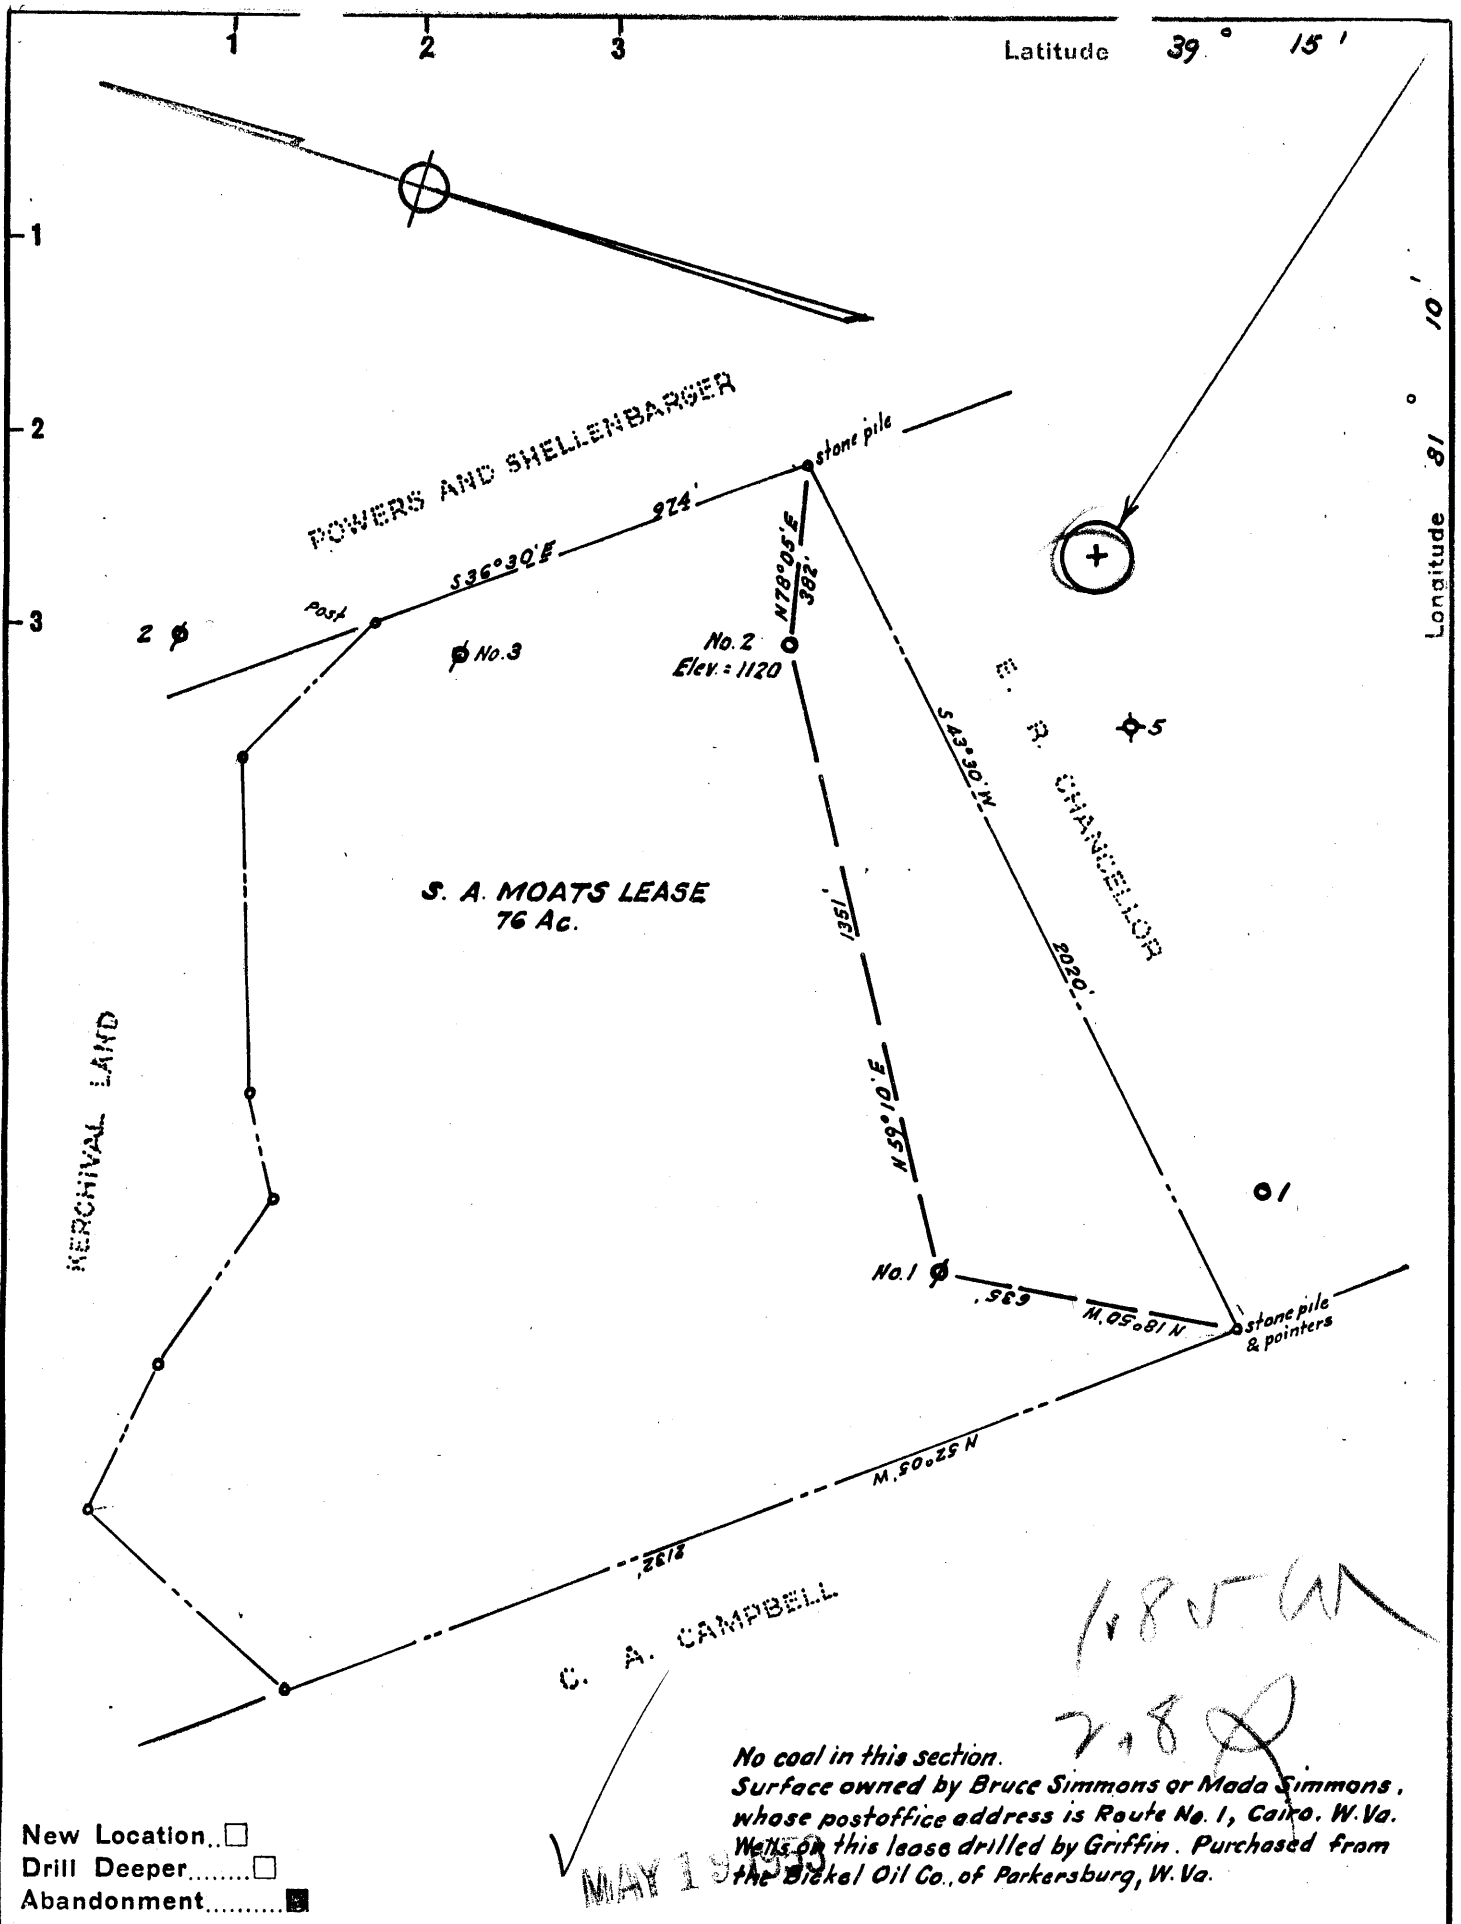 1 2 3
Latitude 39° 15'
1
2
3
Longitude 81° 10'
POWERS AND SHELLENBARGER
stone pile
974'
S 36° 30' E
Post
N 78° 05' E
382'
2
No. 3
No. 2
Elev. = 1120
E. R. CHANCELLOR
5
S 43° 30' W
2020'
S. A. MOATS LEASE
76 Ac.
1351'
N 59° 10' E
KERCHIVAL LAND
1
No. 1
635'
N 18° 50' W
stone pile
& pointers
N 52° 05' W
2132'
C. A. CAMPBELL
No coal in this section.
Surface owned by Bruce Simmons or Mada Simmons,
whose postoffice address is Route No. 1, Cairo. W. Va.
Wells on this lease drilled by Griffin. Purchased from
the Bickel Oil Co., of Parkersburg, W. Va.
New Location..
Drill Deeper........
Abandonment..........
MAY 19